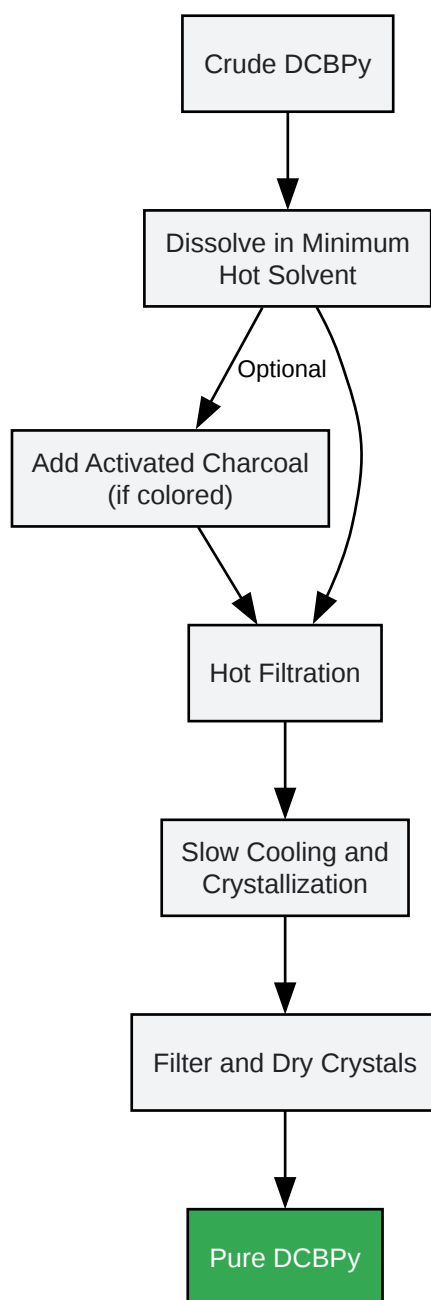 Crude DCBPy
Dissolve in Minimum
Hot Solvent
Optional
Add Activated Charcoal
(if colored)
Hot Filtration
Slow Cooling and
Crystallization
Filter and Dry Crystals
Pure DCBPy